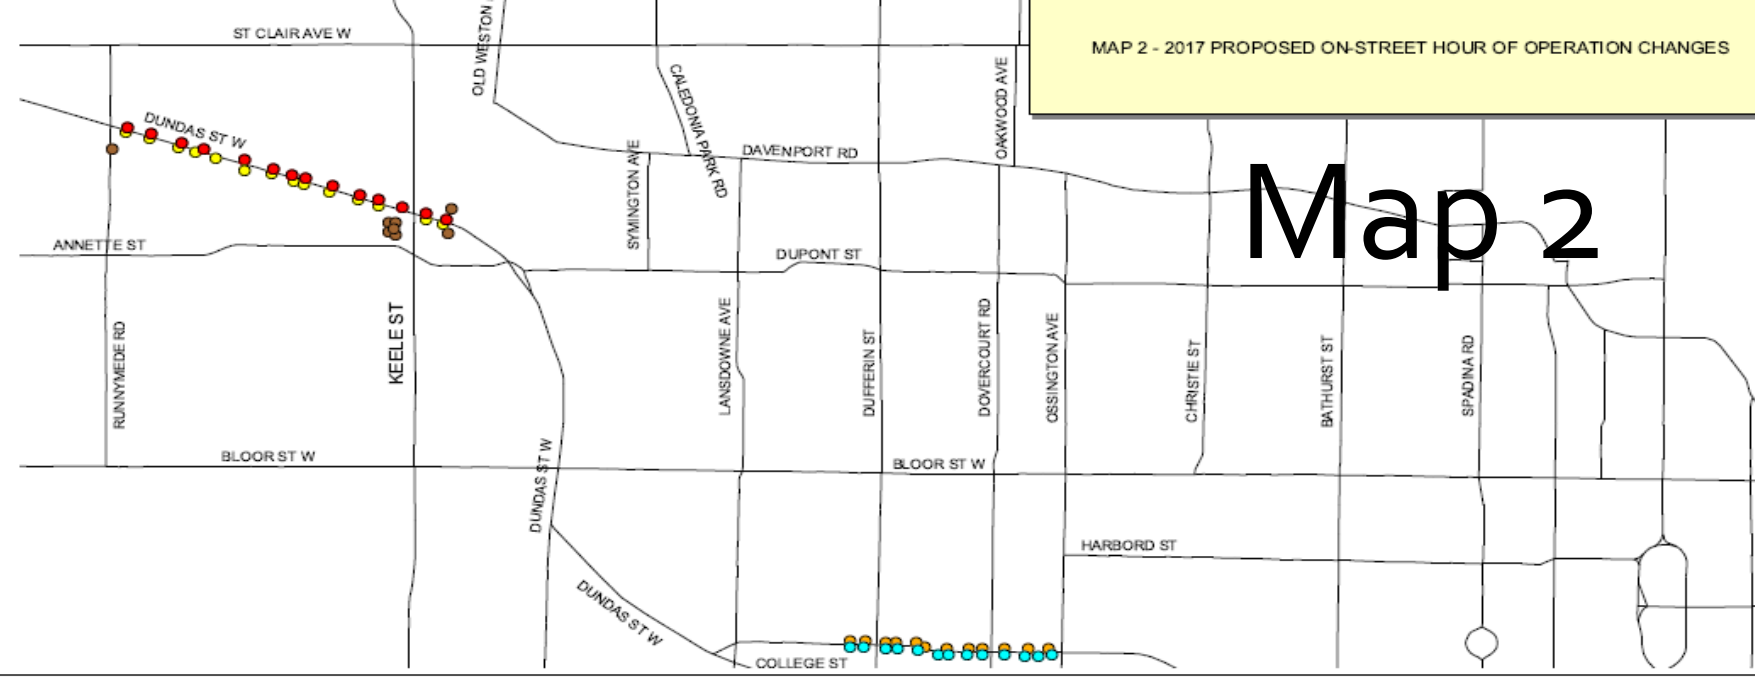 ST CLAIR AVE W
OLD WESTON
MAP 2 - 2017 PROPOSED ON-STREET HOUR OF OPERATION CHANGES
CALEDONIA PARK RD
OAKWOOD AVE
DUNDAS ST W
SYMINGTON AVE
DAVENPORT RD
Map 2
ANNETTE ST
DUPONT ST
RUNNYMEDE RD
KEELE ST
LANSDOWNE AVE
DUFFERIN ST
DOVERCOURT RD
OSSINGTON AVE
CHRISTIE ST
BATHURST ST
SPADINA RD
BLOOR ST W
BLOOR ST W
DUNDAS ST W
HARBORD ST
DUNDAS ST W
COLLEGE ST